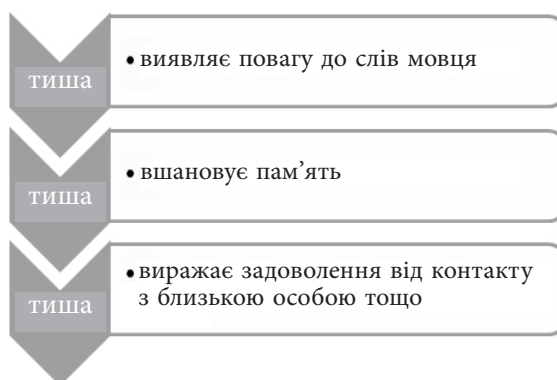 тиша
• виявляє повагу до слів мовця
тиша
• вшановує пам’ять
тиша
• виражає задоволення від контакту
з близькою особою тощо